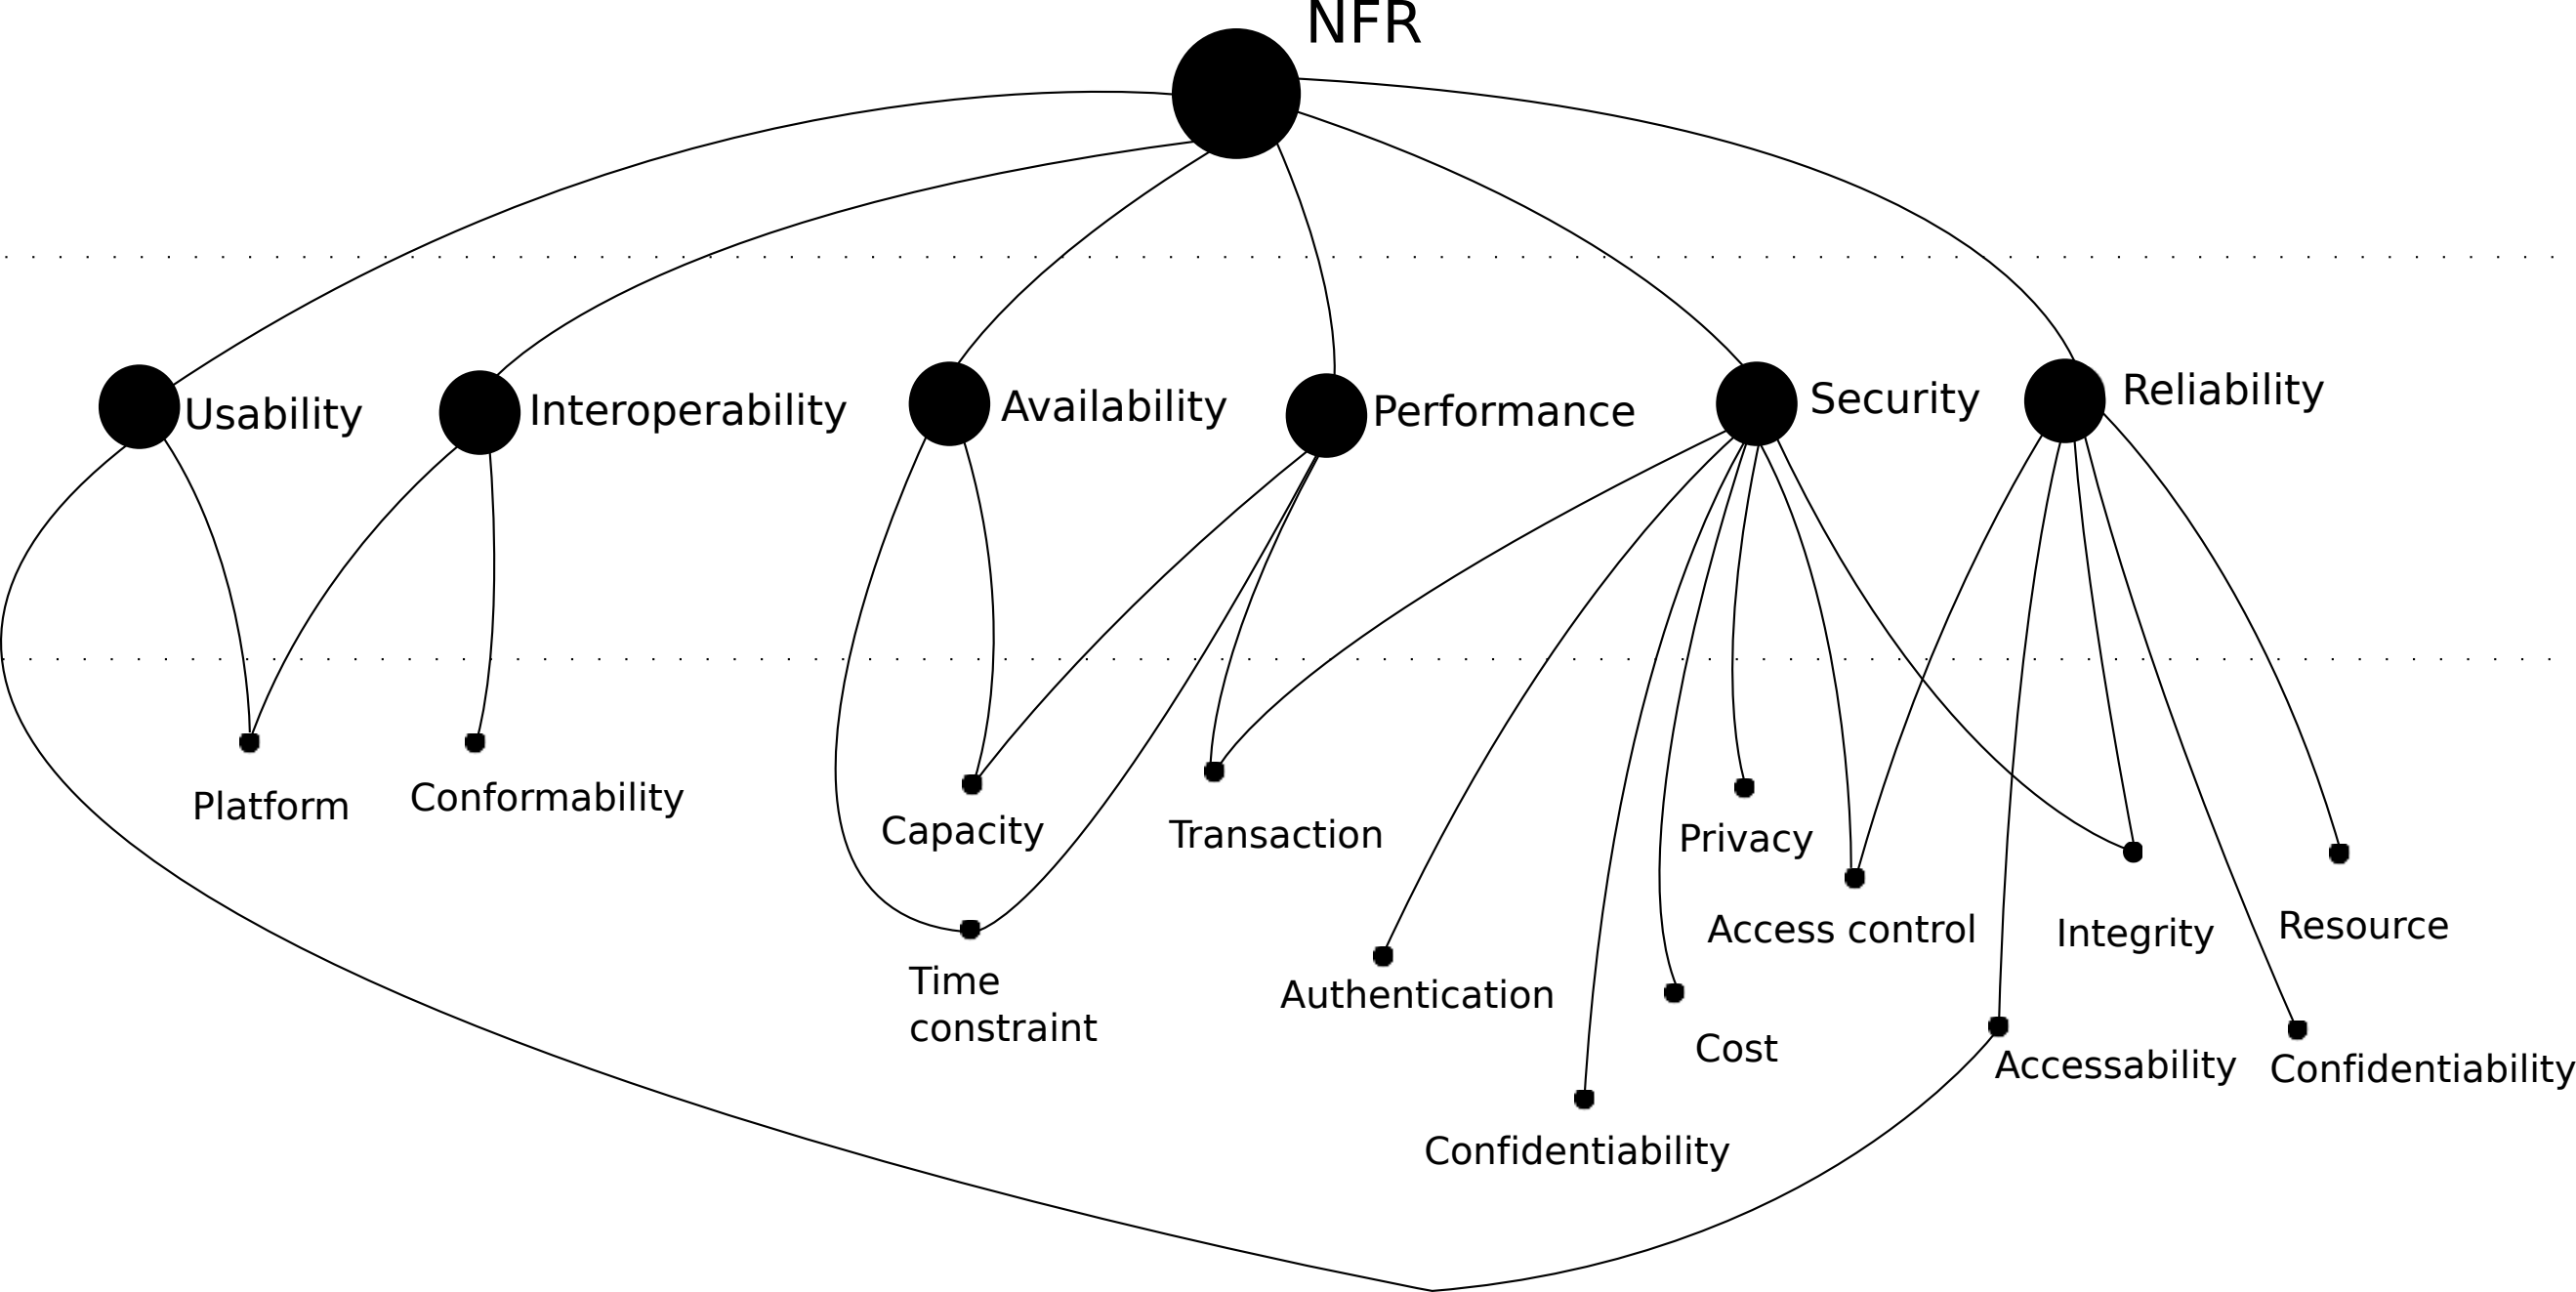 NFR
Usability
Interoperability
Availability
Performance
Security
Reliability
Platform
Conformability
Capacity
Transaction
Privacy
Access control
Integrity
Resource
Time
constraint
Authentication
Cost
Accessability
Confidentiability
Confidentiability